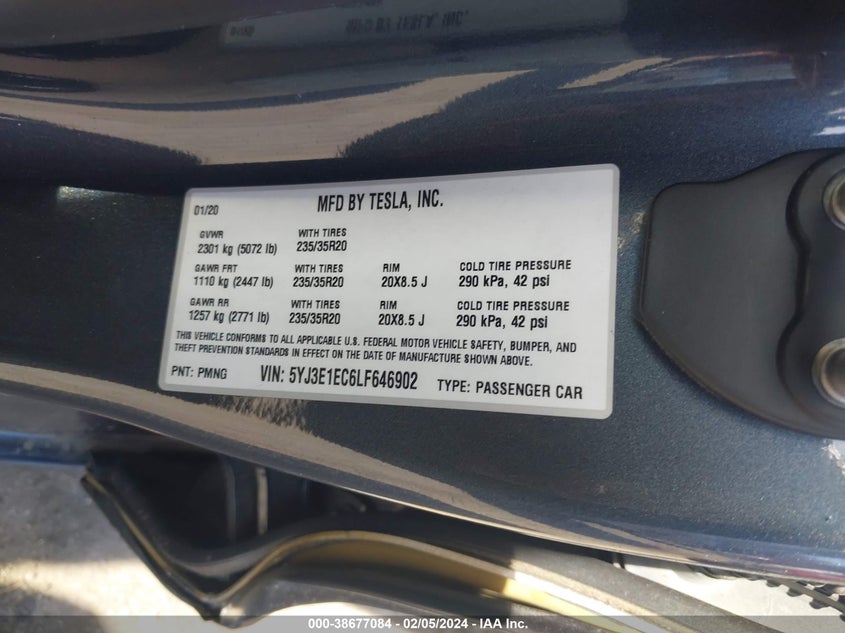 01/20 MFD BY TESLA, INC.
GVWR WITH TIRES
2301 kg (5072 lb) 235/35R20
GAWR FRT WITH TIRES RIM COLD TIRE PRESSURE
1110 kg (2447 lb) 235/35R20 20X8.5 J 290 kPa, 42 psi
GAWR RR WITH TIRES RIM COLD TIRE PRESSURE
1257 kg (2771 lb) 235/35R20 20X8.5 J 290 kPa, 42 psi
THIS VEHICLE CONFORMS TO ALL APPLICABLE U.S. FEDERAL MOTOR VEHICLE SAFETY, BUMPER, AND
THEFT PREVENTION STANDARDS IN EFFECT ON THE DATE OF MANUFACTURE SHOWN ABOVE.
PNT: PMNG VIN: 5YJ3E1EC6LF646902 TYPE: PASSENGER CAR
000-38677084 - 02/05/2024 - IAA Inc.